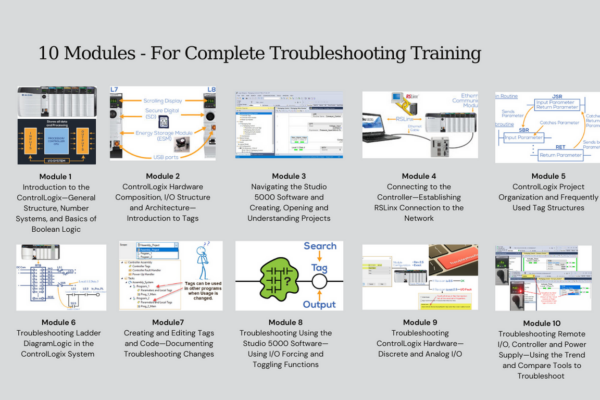 10 Modules - For Complete Troubleshooting Training
L7
L8
Scrolling Display
Secure Digital
(SD)
Energy Storage Module
(ESM)
USB ports
RSLinx
JSR
Input Parameter
Return Parameter
SBR
Input Parameter
RET
Return Parameter
Module 1
Introduction to the
ControlLogix—General
Structure, Number
Systems, and Basics of
Boolean Logic
Module 2
ControlLogix Hardware
Composition, I/O Structure
and Architecture—
Introduction to Tags
Module 3
Navigating the Studio
5000 Software and
Creating, Opening and
Understanding Projects
Module 4
Connecting to the
Controller—Establishing
RSLinx Connection to the
Network
Module 5
ControlLogix Project
Organization and Frequently
Used Tag Structures
Tags can be used
in other programs
when Usage is
changed.
Search
Tag
Output
?
Module 6
Troubleshooting Ladder
DiagramLogic in the
ControlLogix System
Module7
Creating and Editing Tags
and Code—Documenting
Troubleshooting Changes
Module 8
Troubleshooting Using the
Studio 5000 Software—
Using I/O Forcing and
Toggling Functions
Module 9
Troubleshooting
ControlLogix Hardware—
Discrete and Analog I/O
Module 10
Troubleshooting Remote
I/O, Controller and Power
Supply—Using the Trend
and Compare Tools to
Troubleshoot